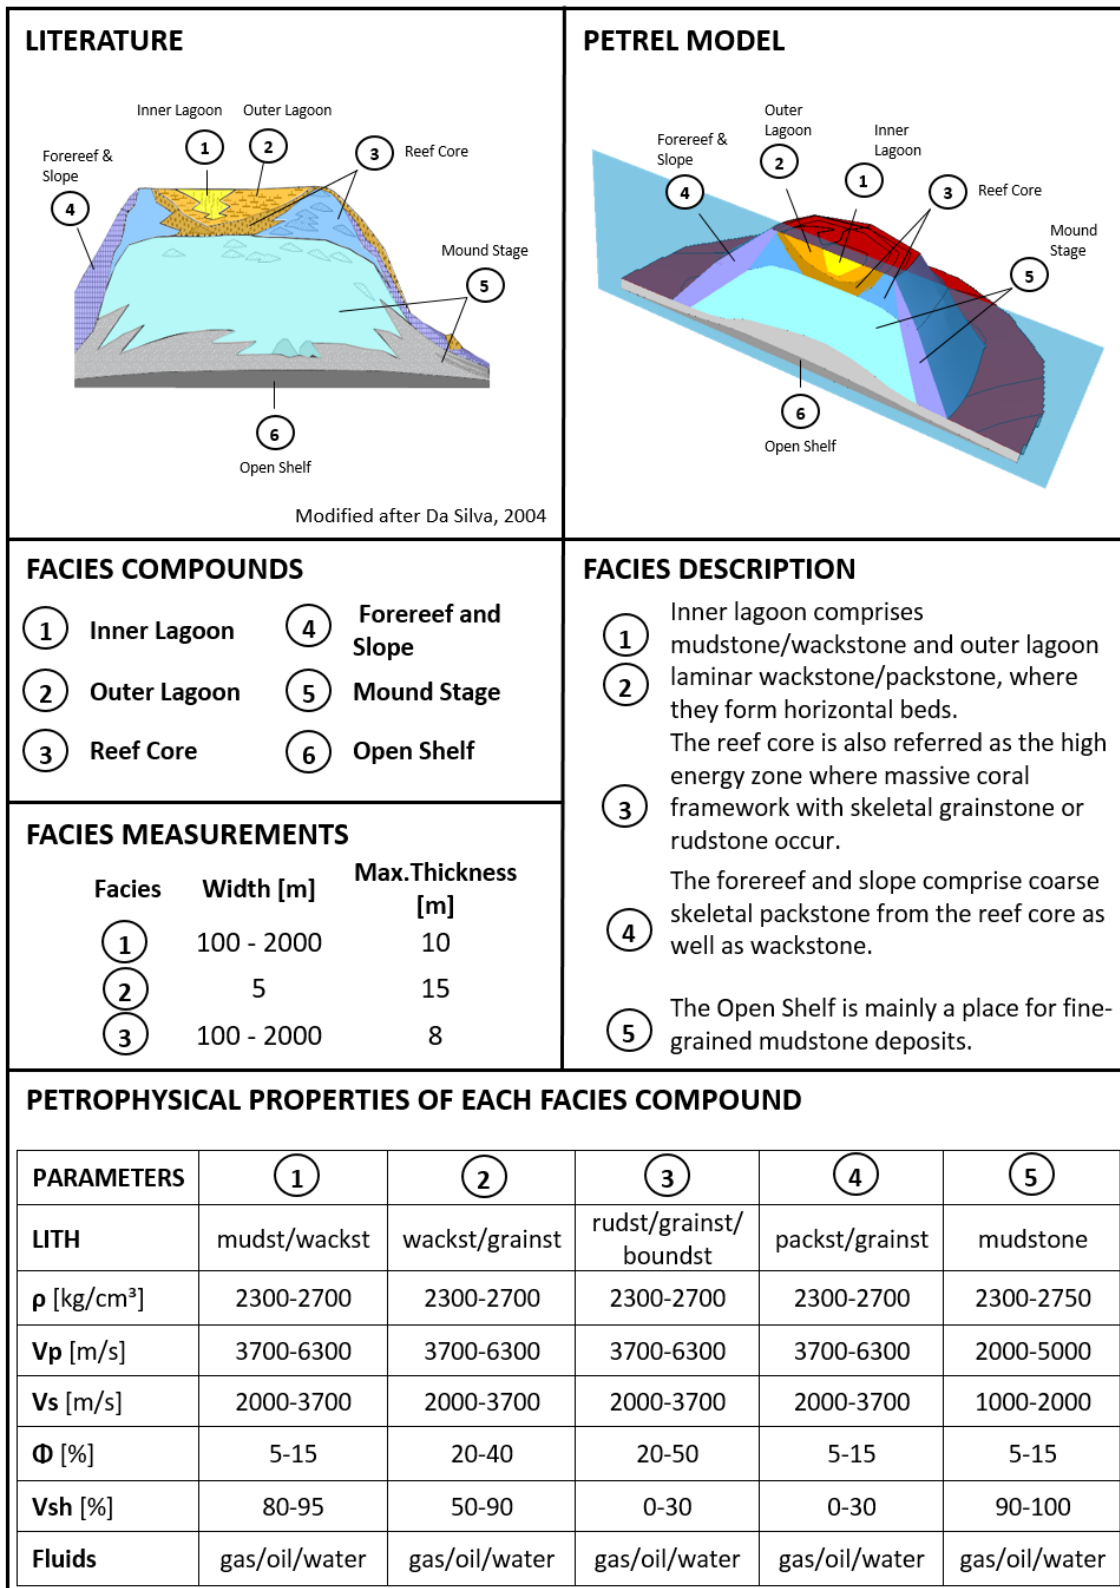 LITERATURE
Inner Lagoon
Outer Lagoon
1
2
3
Reef Core
Forereef &
Slope
4
Mound Stage
5
6
Open Shelf
Modified after Da Silva, 2004
PETREL MODEL
Outer
Lagoon
2
Inner
Lagoon
1
Forereef &
Slope
4
3
Reef Core
Mound
Stage
5
6
Open Shelf
FACIES COMPOUNDS
1 Inner Lagoon
4 Forereef and
Slope
2 Outer Lagoon
5 Mound Stage
3 Reef Core
6 Open Shelf
FACIES MEASUREMENTS
Facies Width [m] Max.Thickness
[m]
1 100 - 2000 10
2 5 15
3 100 - 2000 8
FACIES DESCRIPTION
1
2
Inner lagoon comprises
mudstone/wackstone and outer lagoon
laminar wackstone/packstone, where
they form horizontal beds.
3
The reef core is also referred as the high
energy zone where massive coral
framework with skeletal grainstone or
rudstone occur.
4
The forereef and slope comprise coarse
skeletal packstone from the reef core as
well as wackstone.
5
The Open Shelf is mainly a place for fine-
grained mudstone deposits.
PETROPHYSICAL PROPERTIES OF EACH FACIES COMPOUND
PARAMETERS 1 2 3 4 5
LITH mudst/wackst wackst/grainst rudst/grainst/
boundst packst/grainst mudstone
ρ [kg/cm³] 2300-2700 2300-2700 2300-2700 2300-2700 2300-2750
Vp [m/s] 3700-6300 3700-6300 3700-6300 3700-6300 2000-5000
Vs [m/s] 2000-3700 2000-3700 2000-3700 2000-3700 1000-2000
Φ [%] 5-15 20-40 20-50 5-15 5-15
Vsh [%] 80-95 50-90 0-30 0-30 90-100
Fluids gas/oil/water gas/oil/water gas/oil/water gas/oil/water gas/oil/water